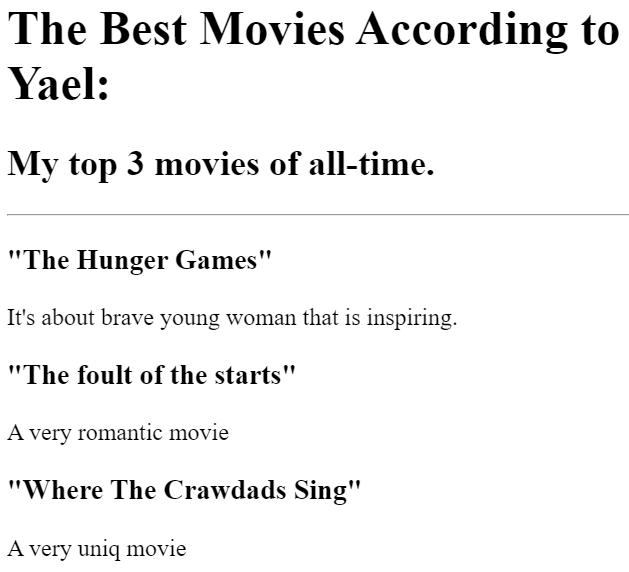 The Best Movies According to
Yael:
My top 3 movies of all-time.
"The Hunger Games"
It's about brave young woman that is inspiring.
"The foult of the starts"
A very romantic movie
"Where The Crawdads Sing"
A very uniq movie